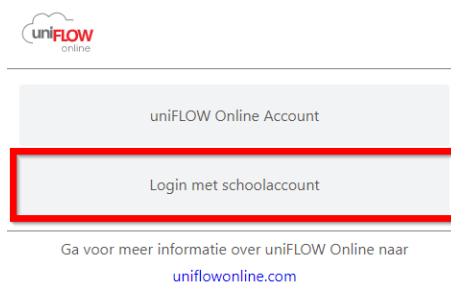 uniFLOW
online
uniFLOW Online Account
Login met schoolaccount
Ga voor meer informatie over uniFLOW Online naar
uniflowonline.com